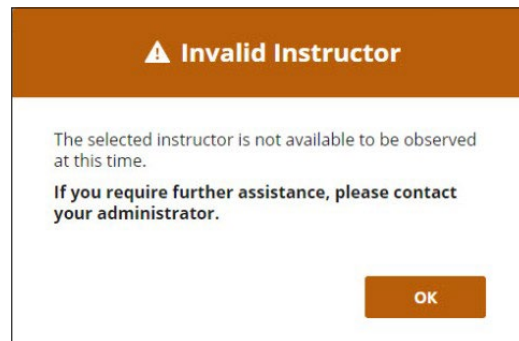 Invalid Instructor
The selected instructor is not available to be observed
at this time.
If you require further assistance, please contact
your administrator.
OK